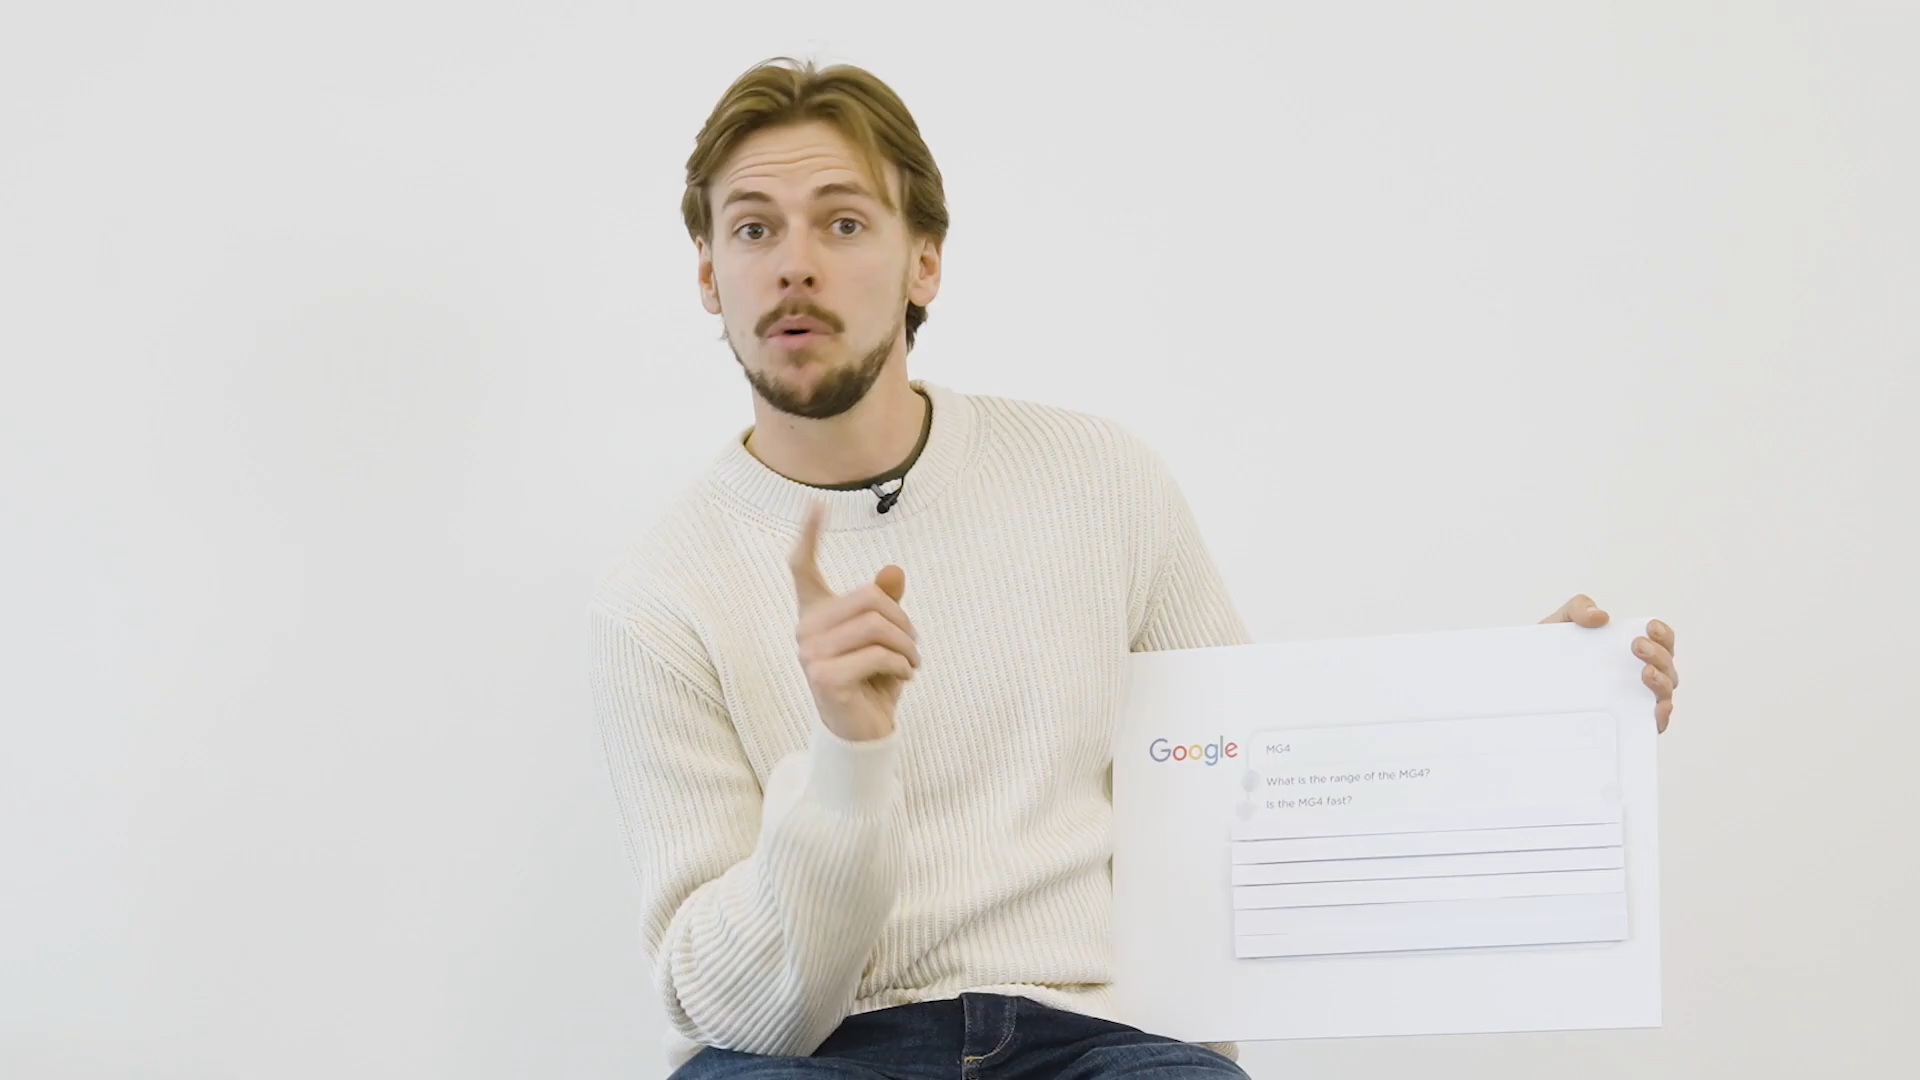 Google
MG4
What is the range of the MG4?
Is the MG4 fast?